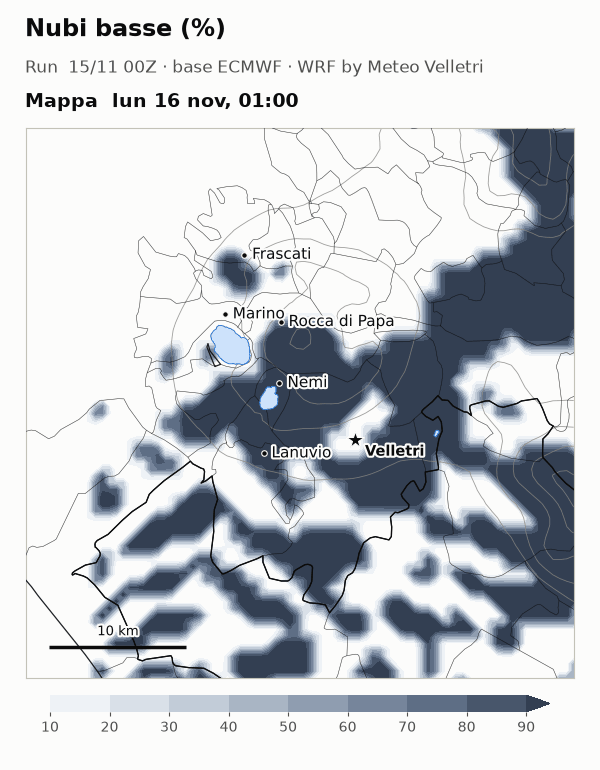 Nubi basse (%)
Run  15/11 00Z · base ECMWF · WRF by Meteo Velletri
Mappa  lun 16 nov, 01:00
Frascati
Marino
Rocca di Papa
Nemi
Velletri
Lanuvio
10 km
10 20 30 40 50 60 70 80 90